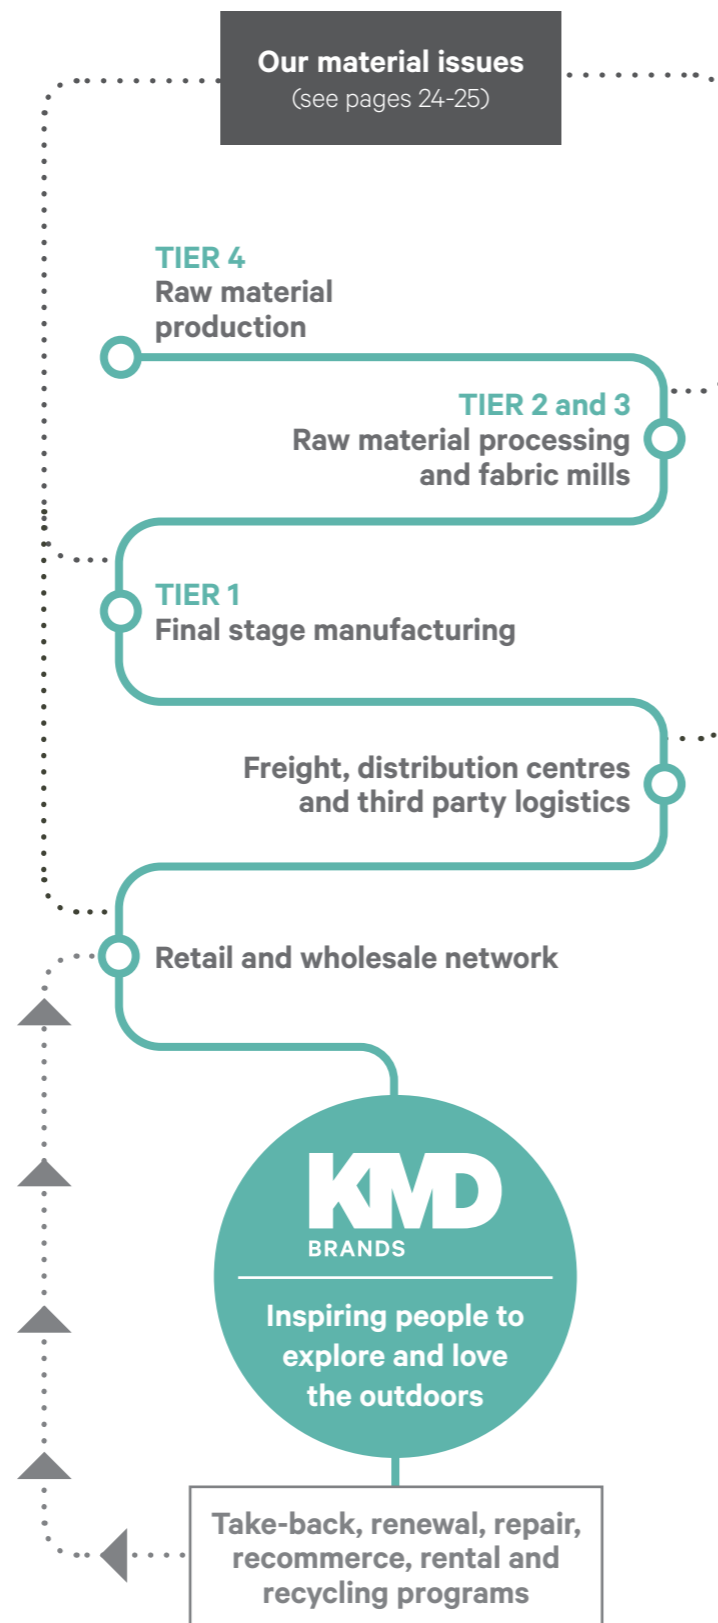 Our material issues
(see pages 24-25)
TIER 4
Raw material
production
TIER 2 and 3
Raw material processing
and fabric mills
TIER 1
Final stage manufacturing
Freight, distribution centres
and third party logistics
Retail and wholesale network
KMD
BRANDS
Inspiring people to
explore and love
the outdoors
Take-back, renewal, repair,
recommerce, rental and
recycling programs